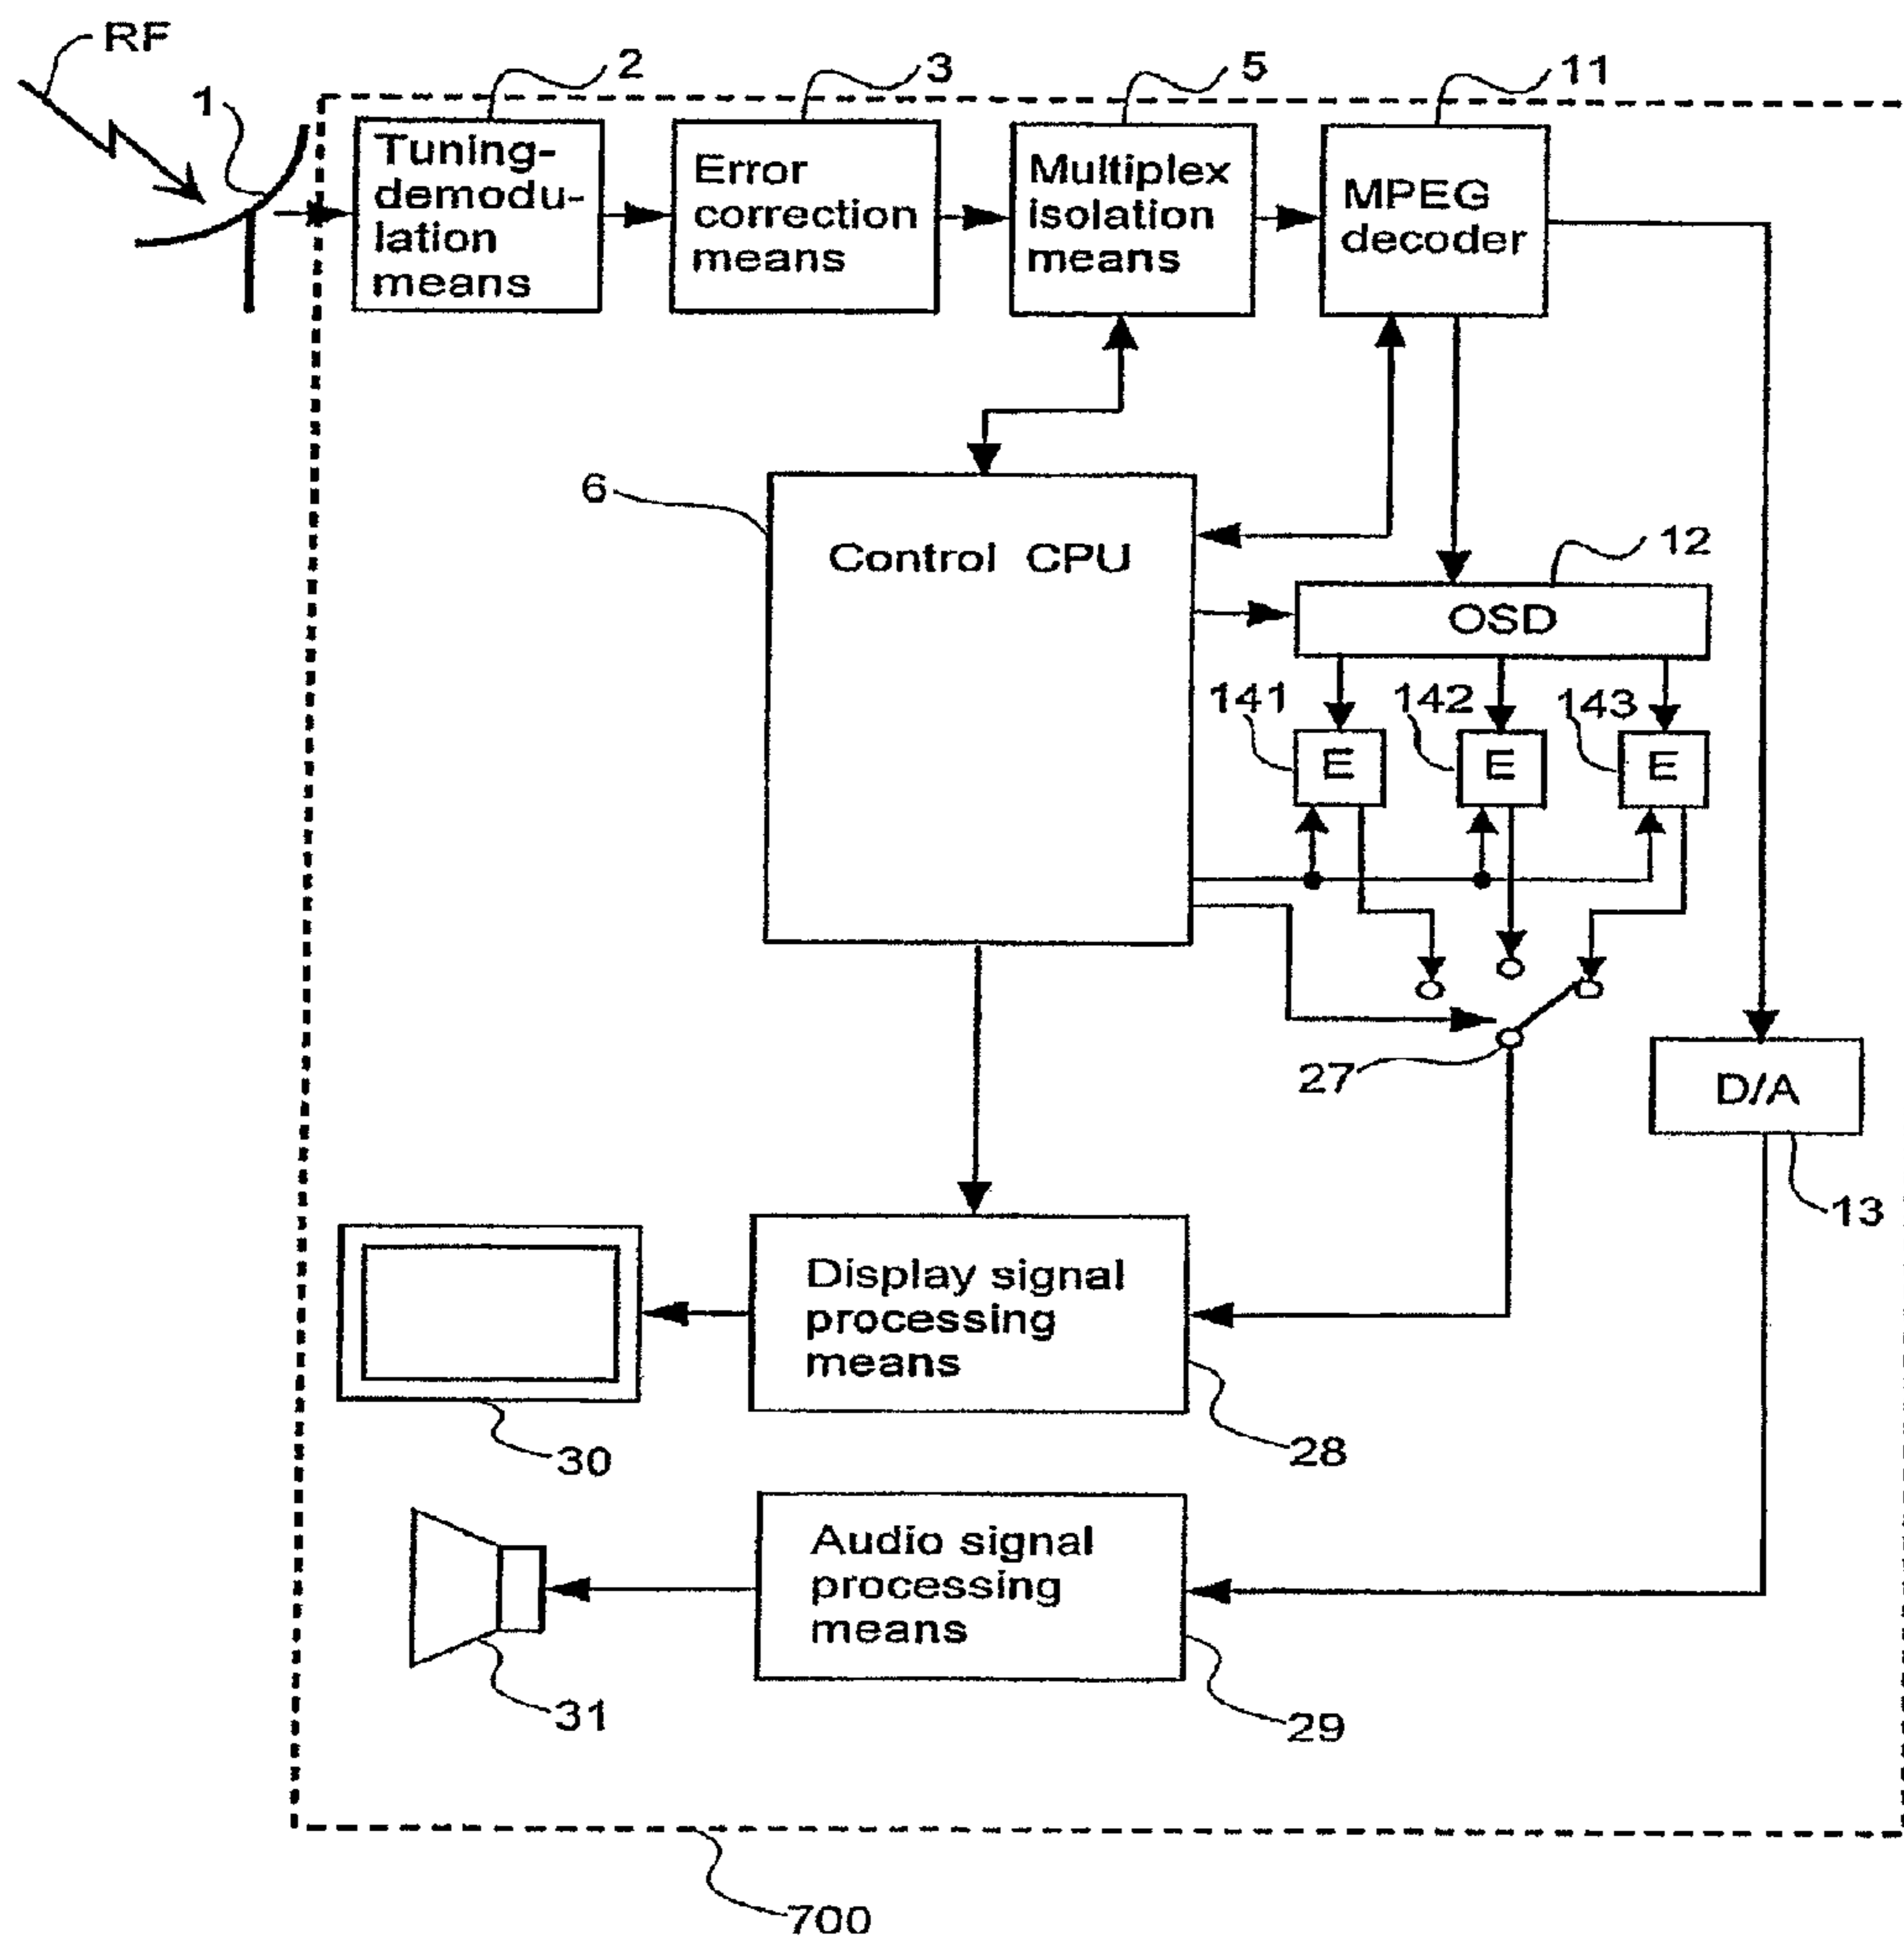 RF
1
2
3
5
11
Tuning-
demodu-
lation
means
Error
correction
means
Multiplex
isolation
means
MPEG
decoder
6
Control CPU
12
OSD
141
142
143
E
E
E
27
D/A
13
Display signal
processing
means
30
28
Audio signal
processing
means
31
29
700